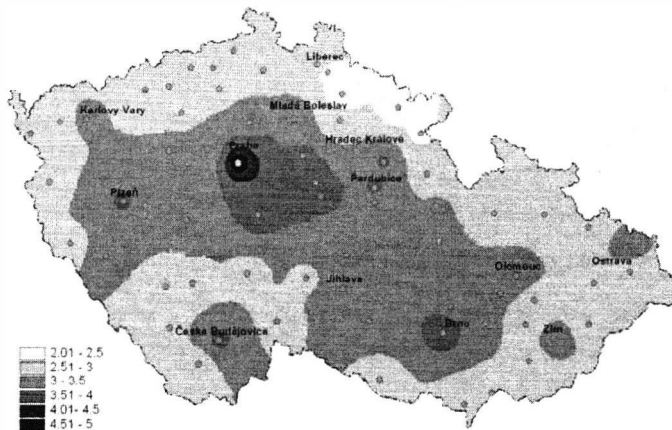 Liberec
Karlovy Vary
Mladá Boleslav
Praha
Hradec Králové
Plzeň
Pardubice
Olomouc
Ostrava
Jihlava
České Budějovice
Brno
Zlín
2.01 - 2.5
2.51 - 3
3 - 3.5
3.51 - 4
4.01- 4.5
4.51 - 5